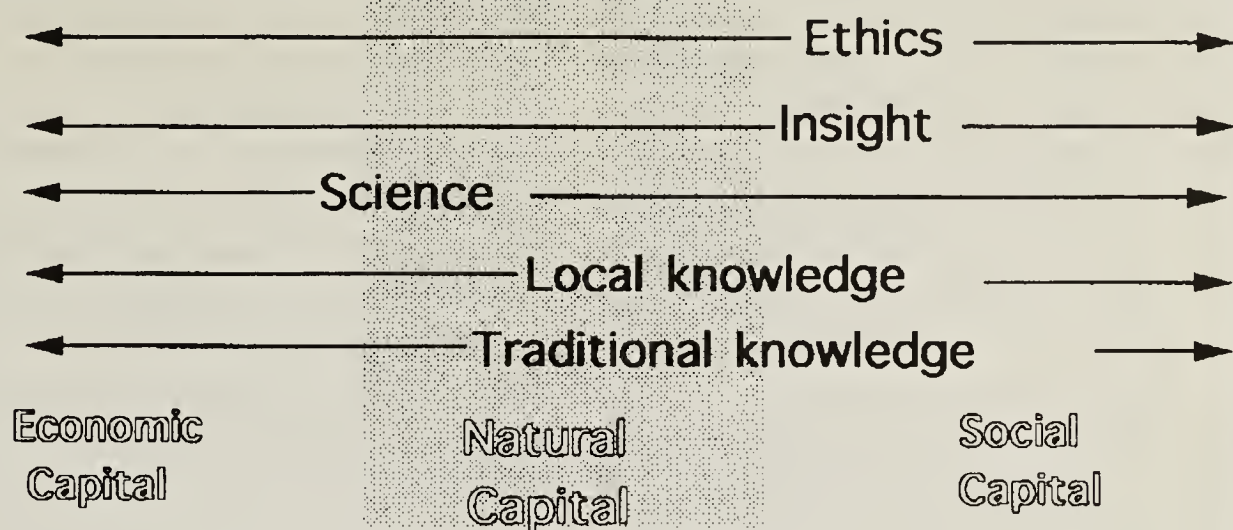 Ethics
Insight
Science
Local knowledge
Traditional knowledge
Economic
Capital
Natural
Capital
Social
Capital